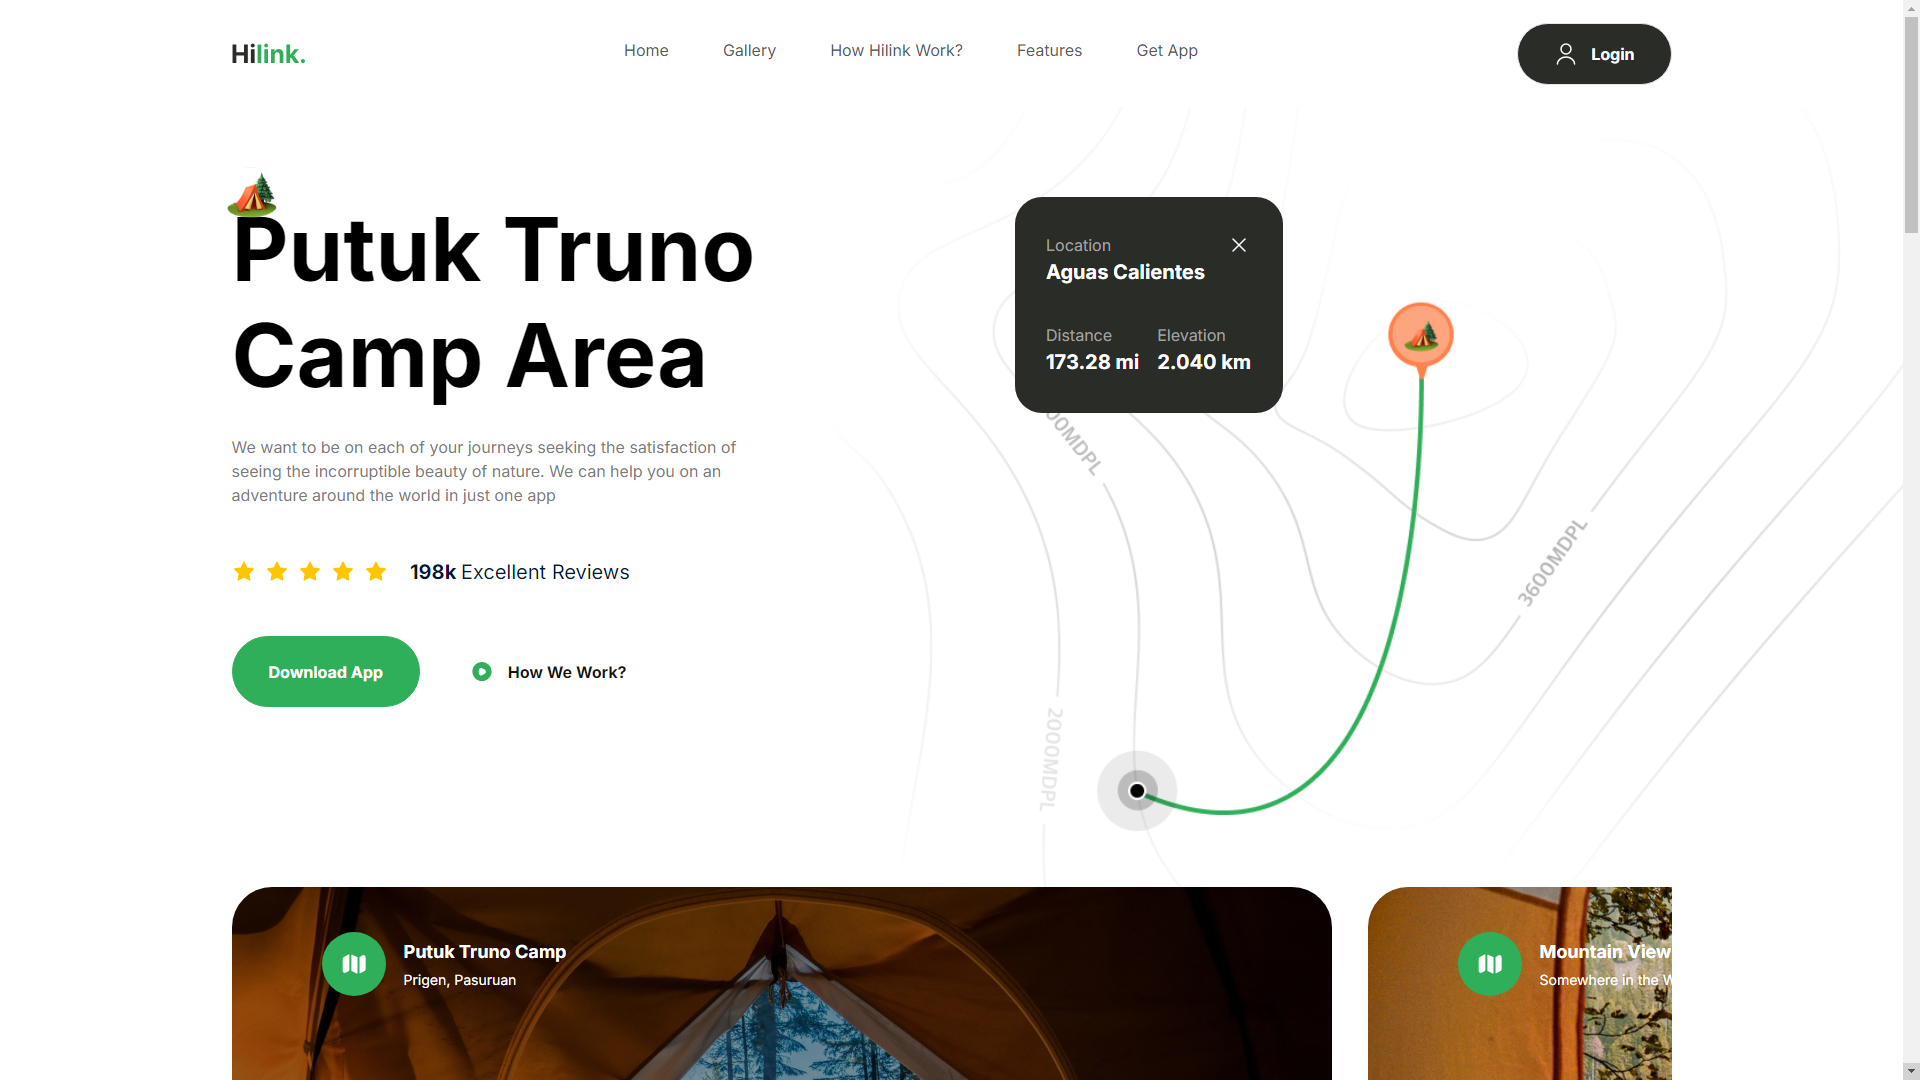 Hilink.
Home
Gallery
How Hilink Work?
Features
Get App
Login
Putuk Truno
Camp Area
We want to be on each of your journeys seeking the satisfaction of
seeing the incorruptible beauty of nature. We can help you on an
adventure around the world in just one app
198k Excellent Reviews
Download App
How We Work?
Location
Aguas Calientes
Distance
173.28 mi
Elevation
2.040 km
00MDPL
3600MDPL
2000MDPL
Putuk Truno Camp
Prigen, Pasuruan
Mountain View
Somewhere in the